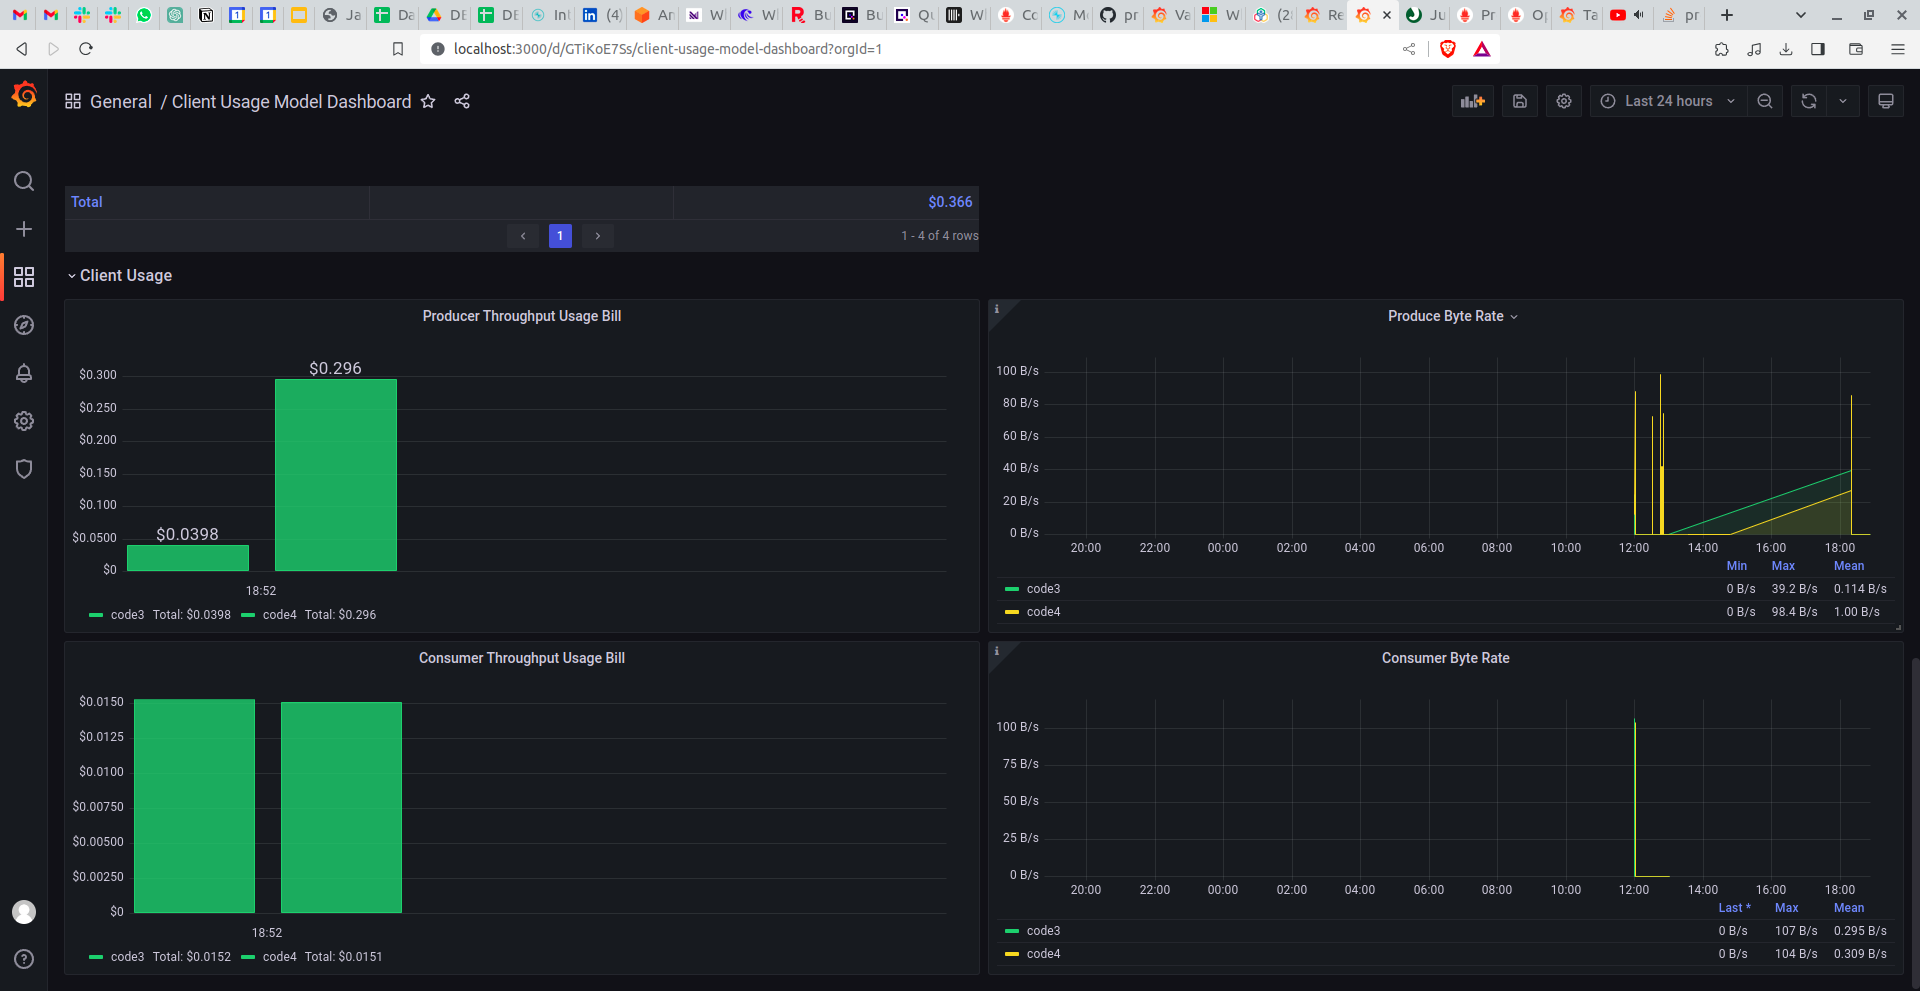 Ja
Da
DE
DE
In
(4)
An
W
W
Bu
Bu
Qu
W
Co
Mo
pr
Va
W
(2
Re
Ju
Pr
Op
Ta
pr
localhost:3000/d/GTiKoE7Ss/client-usage-model-dashboard?orgId=1
General / Client Usage Model Dashboard
Last 24 hours
Total $0.366
1
1 - 4 of 4 rows
Client Usage
Producer Throughput Usage Bill
$0.300
$0.250
$0.200
$0.150
$0.100
$0.0500
$0
$0.0398
$0.296
18:52
code3 Total: $0.0398 code4 Total: $0.296
Produce Byte Rate
100 B/s
80 B/s
60 B/s
40 B/s
20 B/s
0 B/s
20:00 22:00 00:00 02:00 04:00 06:00 08:00 10:00 12:00 14:00 16:00 18:00
Min Max Mean
code3 0 B/s 39.2 B/s 0.114 B/s
code4 0 B/s 98.4 B/s 1.00 B/s
Consumer Throughput Usage Bill
$0.0150
$0.0125
$0.0100
$0.00750
$0.00500
$0.00250
$0
18:52
code3 Total: $0.0152 code4 Total: $0.0151
Consumer Byte Rate
100 B/s
75 B/s
50 B/s
25 B/s
0 B/s
20:00 22:00 00:00 02:00 04:00 06:00 08:00 10:00 12:00 14:00 16:00 18:00
Last * Max Mean
code3 0 B/s 107 B/s 0.295 B/s
code4 0 B/s 104 B/s 0.309 B/s